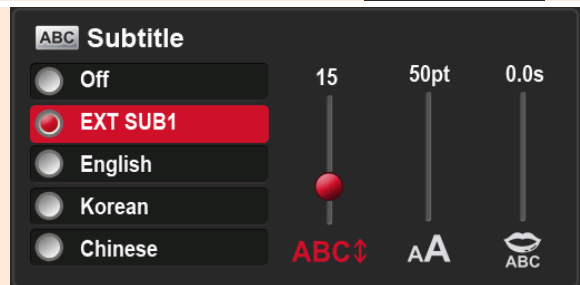 ABC Subtitle
Off
EXT SUB1
English
Korean
Chinese
15 50pt 0.0s
ABC AA ABC